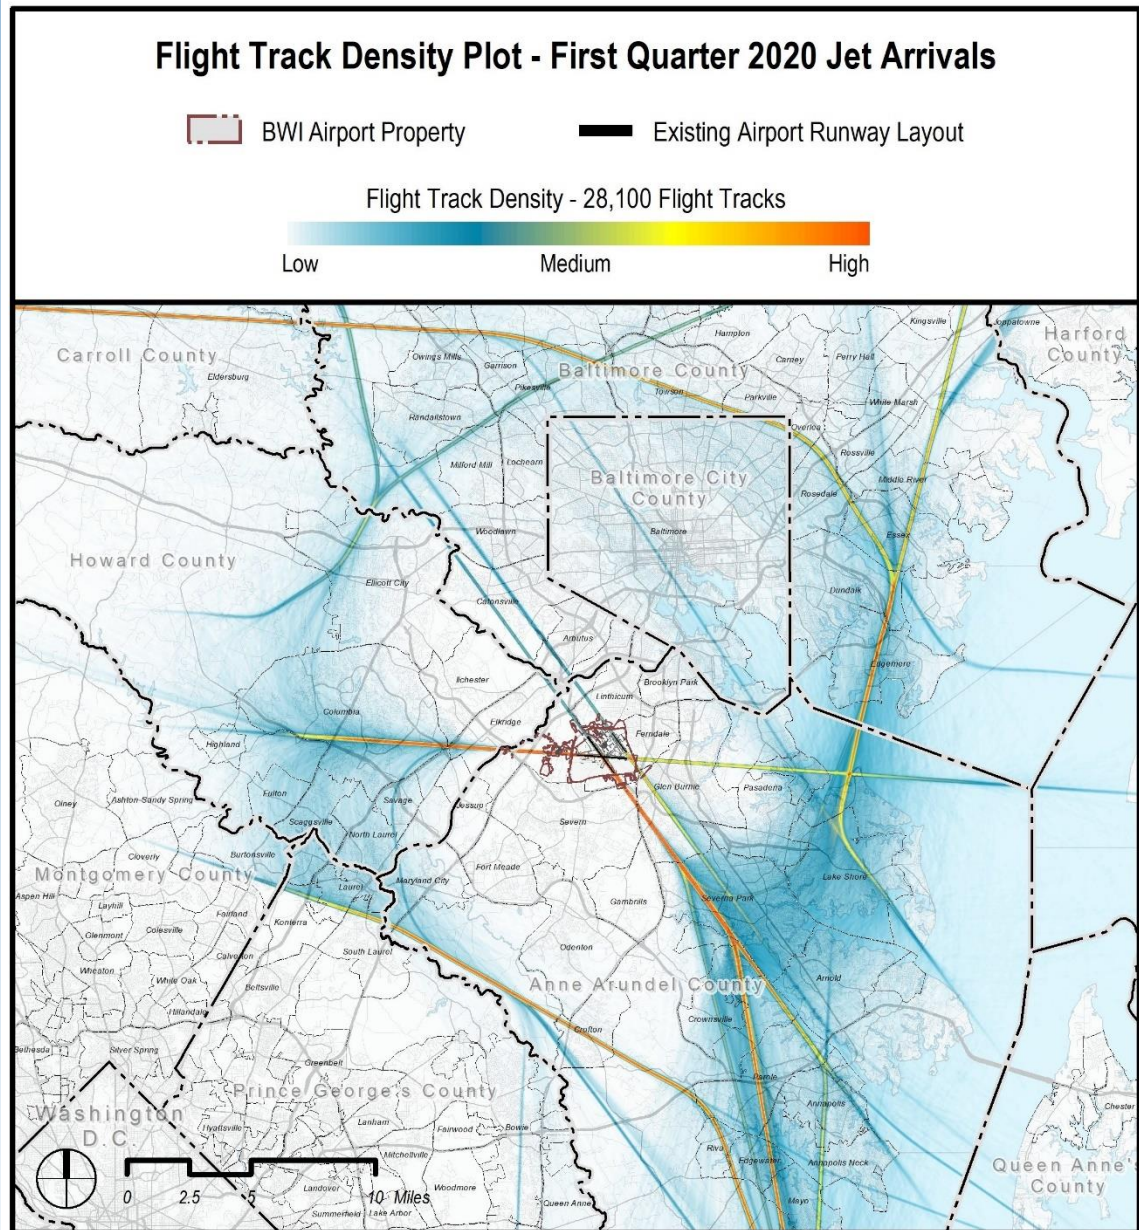 Flight Track Density Plot - First Quarter 2020 Jet Arrivals
BWI Airport Property
Existing Airport Runway Layout
Flight Track Density - 28,100 Flight Tracks
Low
Medium
High
Kingsville
Joppatowne
Hampton
Harford
County
Carroll County
Owings Mills
Garrison
Carney
Perry Hall
Eldersburg
Pikesville
Baltimore County
Towson
Parkville
White Marsh
Randallstown
Overlea
Rossville
Milford Mill
Lochearn
Baltimore City
County
Middle River
Rosedale
Woodlawn
Baltimore
Essex
Howard County
Ellicott City
Dundalk
Catonsville
Arbutus
Edgemere
Ilchester
Brooklyn Park
Linthicum
Columbia
Elkridge
Ferndale
Highland
Glen Burnie
Pasadena
Fulton
Savage
Jessup
Olney
Ashton-Sandy Spring
Scaggsville
Severn
North Laurel
Cloverly
Burtonsville
Montgomery County
Fort Meade
Lake Shore
Laurel
Maryland City
Aspen Hill
Layhill
Fairland
Konterra
Gambrills
Severna Park
Glenmont
Colesville
South Laurel
Odenton
Calverton
Wheaton
White Oak
Beltsville
Anne Arundel County
Arnold
Hillandale
Crownsville
Crofton
Bethesda
Silver Spring
Greenbelt
Parole
Prince George's County
Annapolis
Chester
Washington
D.C.
Hyattsville
Lanham
Fairwood
Bowie
Mitchellville
Riva
Edgewater
Annapolis Neck
Queen Anne's
County
Landover
Woodmore
Queen Anne
Mayo
Summerfield
Lake Arbor
0
2.5
5
10 Miles